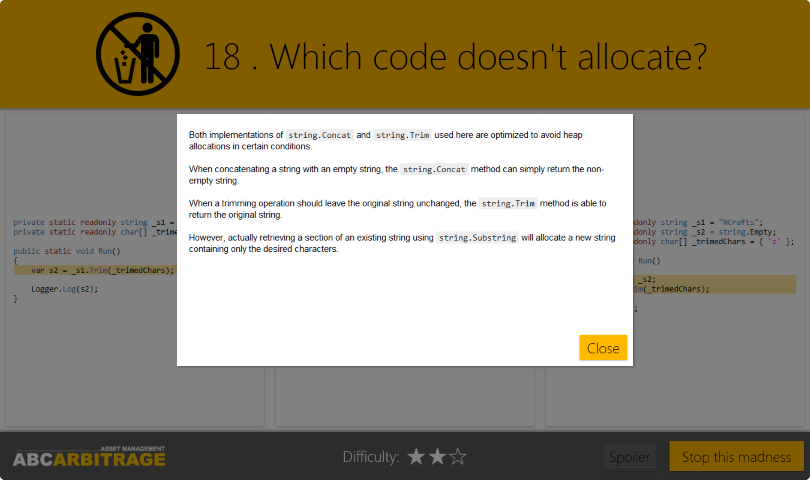 18 . Which code doesn't allocate?
Both implementations of string.Concat and string.Trim used here are optimized to avoid heap
allocations in certain conditions.
When concatenating a string with an empty string, the string.Concat method can simply return the non-
empty string.
When a trimming operation should leave the original string unchanged, the string.Trim method is able to
return the original string.
However, actually retrieving a section of an existing string using string.Substring will allocate a new string
containing only the desired characters.
Close
private static readonly string _s1 =
private static readonly char[] _trime
public static void Run()
{
var s2 = _s1.Trim(_trimedChars);
Logger.Log(s2);
}
donly string _s1 = "NCrafts";
donly string _s2 = string.Empty;
donly char[] _trimedChars = { 'z' };
Run()
_s2;
im(_trimedChars);
;
ASSET MANAGEMENT
ABCARBITRAGE
Difficulty:
Spoiler
Stop this madness